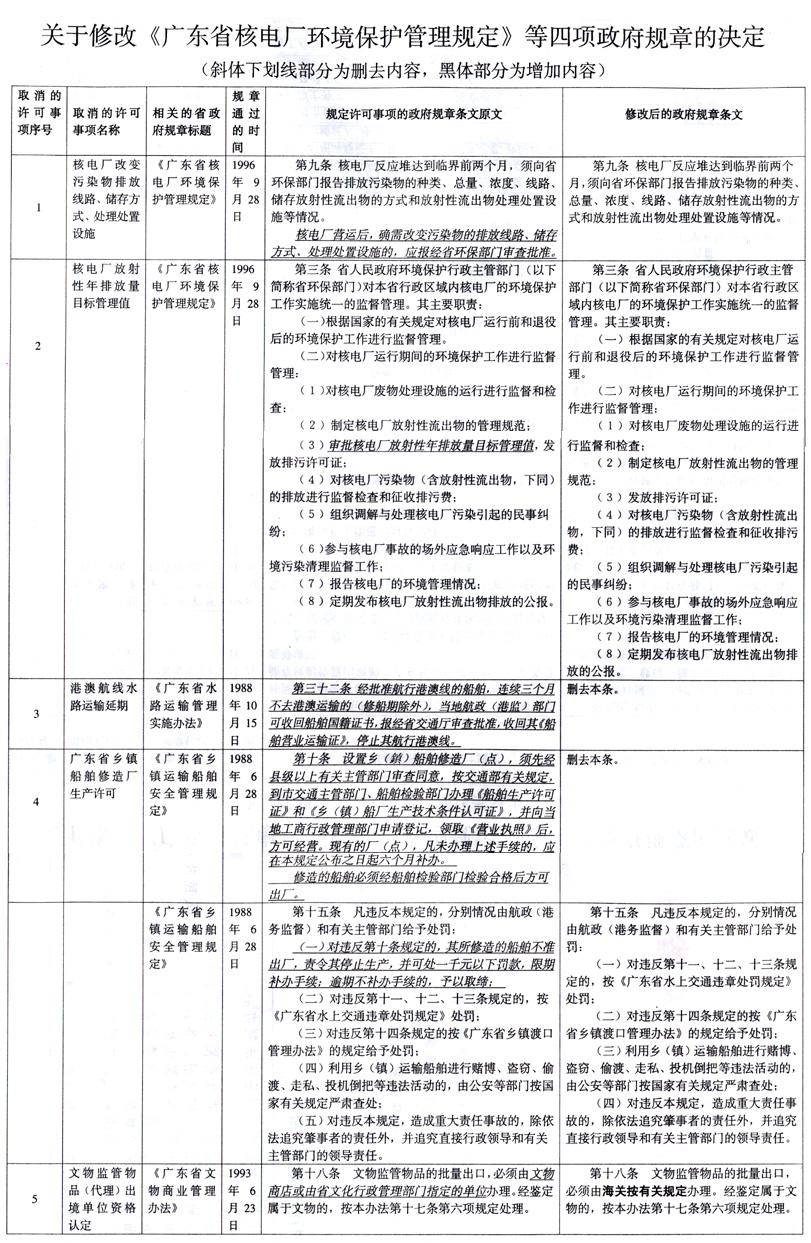 关于修改《广东省核电厂环境保护管理规定》等四项政府规章的决定
（斜体下划线部分为删去内容，黑体部分为增加内容）
取消的
许可事
项序号
取消的许可
事项名称
相关的省政
府规章标题
规章
通过
的时
间
规定许可事项的政府规章条文原文
修改后的政府规章条文
1
核电厂改变
污染物排放
线路、储存方
式、处理处置
设施
《广东省核
电厂环境保
护管理规定》
1996
年 9
月 28
日
第九条 核电厂反应堆达到临界前两个月，须向省
环保部门报告排放污染物的种类、总量、浓度、线路、
储存放射性流出物的方式和放射性流出物处理处置设
施等情况。
核电厂营运后，确需改变污染物的排放线路、储存
方式、处理处置设施的，应报经省环保部门审查批准。
第九条 核电厂反应堆达到临界前两个
月,须向省环保部门报告排放污染物的种类、
总量、浓度、线路、储存放射性流出物的方
式和放射性流出物处理处置设施等情况。
2
核电厂放射
性年排放量
目标管理值
《广东省核
电厂环境保
护管理规定》
1996
年 9
月 28
日
第三条 省人民政府环境保护行政主管部门（以下
简称省环保部门）对本省行政区域内核电厂的环境保护
工作实施统一的监督管理。其主要职责：
（一）根据国家的有关规定对核电厂运行前和退役
后的环境保护工作进行监督管理。
（二）对核电厂运行期间的环境保护工作进行监督
管理：
（1）对核电厂废物处理设施的运行进行监督和检
查；
（2）制定核电厂放射性流出物的管理规范；
（3）审批核电厂放射性年排放量目标管理值，发
放排污许可证；
（4）对核电厂污染物（含放射性流出物，下同）
的排放进行监督检查和征收排污费；
（5）组织调解与处理核电厂污染引起的民事纠
纷；
（6）参与核电厂事故的场外应急响应工作以及环
境污染清理监督工作；
（7）报告核电厂的环境管理情况；
（8）定期发布核电厂放射性流出物排放的公报。
第三条 省人民政府环境保护行政主管
部门（以下简称省环保部门）对本省行政区
域内核电厂的环境保护工作实施统一的监督
管理。其主要职责：
（一）根据国家的有关规定对核电厂运
行前和退役后的环境保护工作进行监督管
理。
（二）对核电厂运行期间的环境保护工
作进行监督管理；
（1）对核电厂废物处理设施的运行进
行监督和检查；
（2）制定核电厂放射性流出物的管理
规范；
（3）发放排污许可证；
（4）对核电厂污染物（含放射性流出
物，下同）的排放进行监督检查和征收排污
费；
（5）组织调解与处理核电厂污染引起
的民事纠纷；
（6）参与核电厂事故的场外应急响应
工作以及环境污染清理监督工作；
（7）报告核电厂的环境管理情况；
（8）定期发布核电厂放射性流出物排
放的公报。
3
港澳航线水
路运输延期
《广东省水
路运输管理
实施办法》
1988
年 10
月 15
日
第三十二条 经批准航行港澳线的船舶，连续三个月
不去港澳运输的（修船期除外），当地航政（港监）部门
可收回船舶国籍证书，报经省交通厅审查批准，收回其《船
舶营业运输证》，停止其航行港澳线。
删去本条。
4
广东省乡镇
船舶修造厂
生产许可
《广东省乡
镇运输船舶
安全管理规
定》
1988
年 6
月 28
日
第十条 设置乡（镇）船舶修造厂（点），须先经
县级以上有关主管部门审查同意，按交通部有关规定，
到市交通主管部门、船舶检验部门办理《船舶生产许可
证》和《乡（镇）船厂生产技术条件认可证》，并向当
地工商行政管理部门申请登记，领取《营业执照》后，
方可经营。现有的厂（点），凡未办理上述手续的，应
在本规定公布之日起六个月补办。
修造的船舶必须经船舶检验部门检验合格后方可
出厂。
删去本条。
《广东省乡
镇运输船舶
安全管理规
定》
1988
年 6
月 28
日
第十五条 凡违反本规定的，分别情况由航政（港
务监督）和有关主管部门给予处罚：
（一）对违反第十条规定的，其所修造的船舶不准
出厂，责令其停止生产，并可处一千元以下罚款，限期
补办手续；逾期不补办手续的，予以取缔；
（二）对违反第十一、十二、十三条规定的，按
《广东省水上交通违章处罚规定》处罚；
（三）对违反第十四条规定的按《广东省乡镇渡口
管理办法》的规定给予处罚；
（四）利用乡（镇）运输船舶进行赌博、盗窃、偷
渡、走私、投机倒把等违法活动的，由公安等部门按国
家有关规定严肃查处；
（五）对违反本规定，造成重大责任事故的，除依
法追究肇事者的责任外，并追究直接行政领导和有关
主管部门的领导责任。
第十五条 凡违反本规定的，分别情况
由航政（港务监督）和有关主管部门给予处
罚：
（一）对违反第十一、十二、十三条规
定的，按《广东省水上交通违章处罚规定》
处罚；
（二）对违反第十四条规定的按《广东
省乡镇渡口管理办法》的规定给予处罚；
（三）利用乡（镇）运输船舶进行赌博、
盗窃、偷渡、走私、投机倒把等违法活动的，
由公安等部门按国家有关规定严肃查处；
（四）对违反本规定，造成重大责任事
故的，除依法追究肇事者的责任外，并追究
直接行政领导和有关主管部门的领导责任。
5
文物监管物
品（代理）出
境单位资格
认定
《广东省文
物商业管理
办法》
1993
年 6
月 23
日
第十八条 文物监管物品的批量出口，必须由文物
商店或由省文化行政管理部门指定的单位办理。经鉴定
属于文物的，按本办法第十七条第六项规定处理。
第十八条 文物监管物品的批量出口，
必须由海关按有关规定办理。经鉴定属于文
物的，按本办法第十七条第六项规定处理。